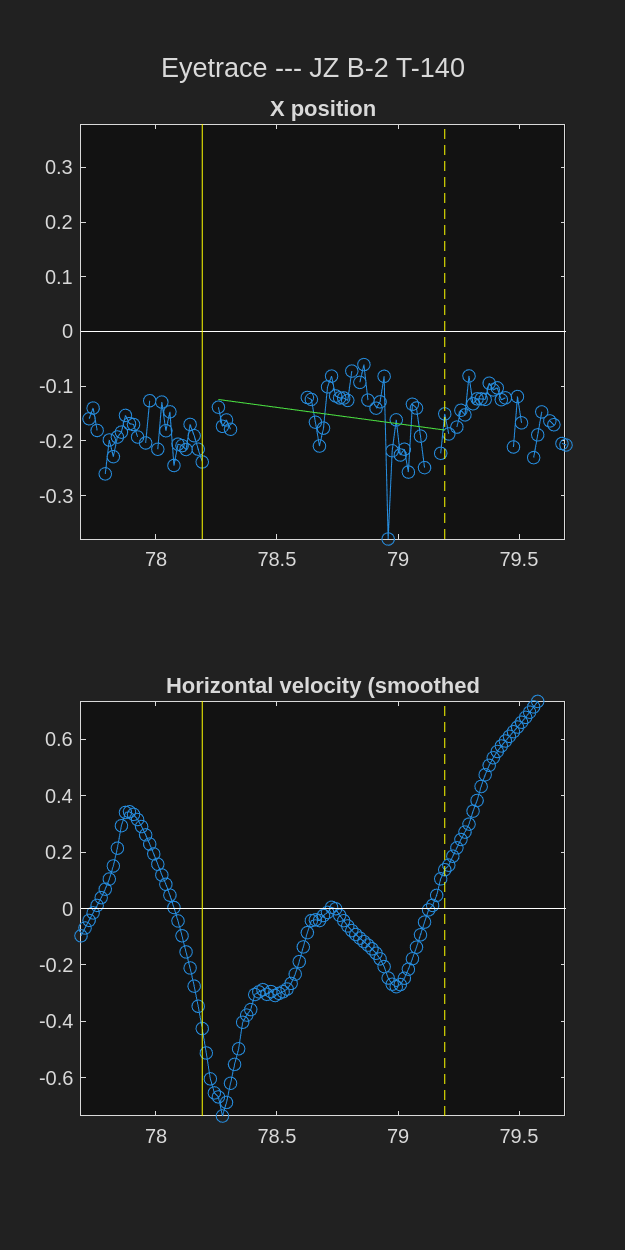 Eyetrace --- JZ B-2 T-140
X position
0.3
0.2
0.1
0
-0.1
-0.2
-0.3
78 78.5 79 79.5
Horizontal velocity (smoothed
0.6
0.4
0.2
0
-0.2
-0.4
-0.6
78 78.5 79 79.5